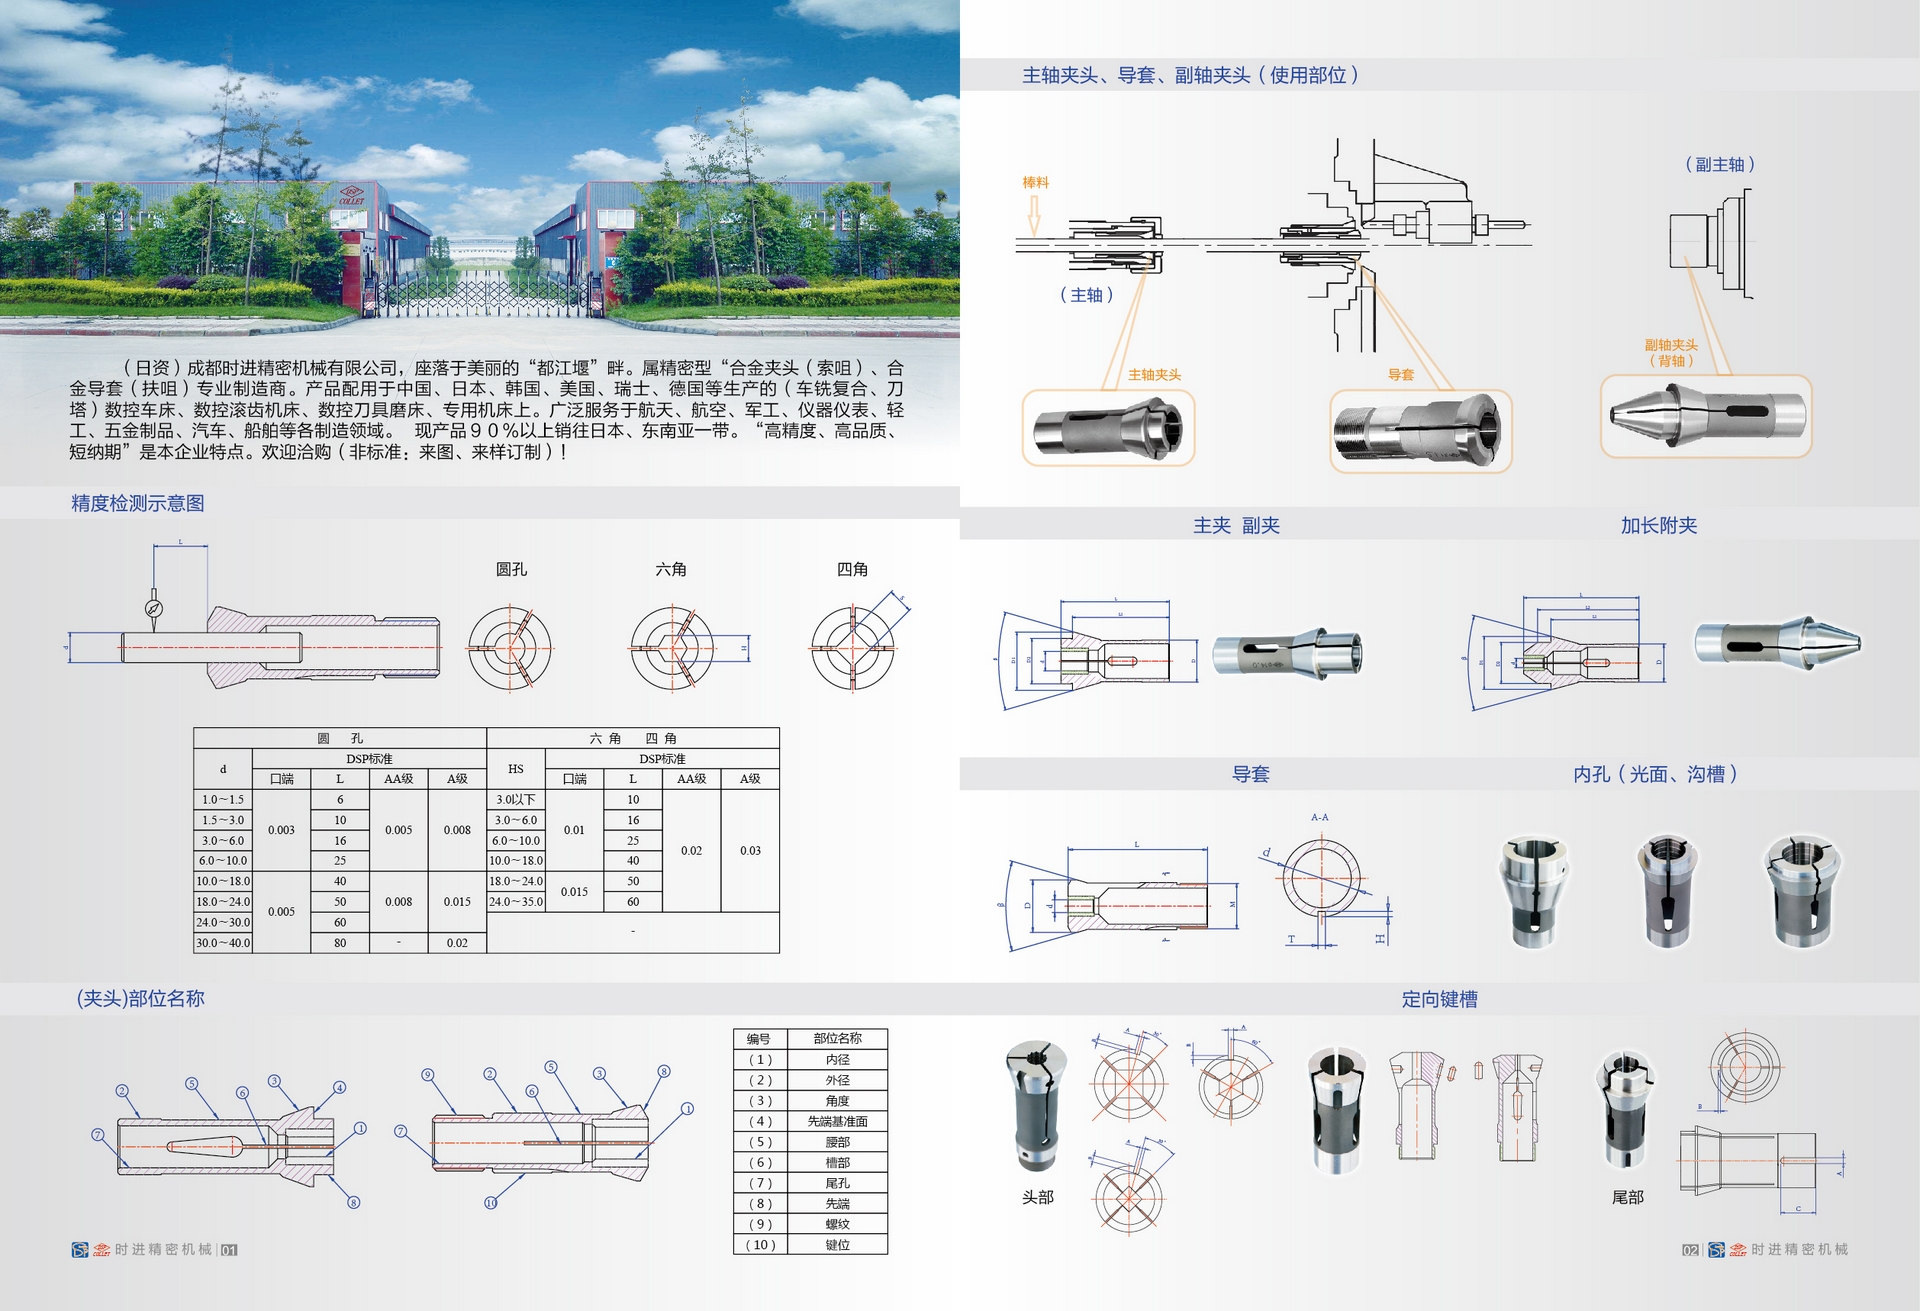 DSP
COLLET
（日资）成都时进精密机械有限公司，座落于美丽的“都江堰”畔。属精密型“合金夹头（索咀）、合
金导套（扶咀）专业制造商。产品配用于中国、日本、韩国、美国、瑞士、德国等生产的（车铣复合、刀
塔）数控车床、数控滚齿机床、数控刀具磨床、专用机床上。广泛服务于航天、航空、军工、仪器仪表、轻
工、五金制品、汽车、船舶等各制造领域。 现产品９０％以上销往日本、东南亚一带。“高精度、高品质、
短纳期”是本企业特点。欢迎洽购（非标准：来图、来样订制）！
精度检测示意图
L
d
圆孔
六角
H
四角
S
圆 孔 六 角 四 角
d DSP标准 HS DSP标准
口端 L AA级 A级 口端 L AA级 A级
1.0～1.5 0.003 6 0.005 0.008 3.0以下 0.01 10 0.02 0.03
1.5～3.0 10 3.0～6.0 16
3.0～6.0 16 6.0～10.0 25
6.0～10.0 25 10.0～18.0 40
10.0～18.0 0.005 40 0.008 0.015 18.0～24.0 0.015 50
18.0～24.0 50 24.0～35.0 60
24.0～30.0 60 -
30.0～40.0 80 - 0.02
(夹头)部位名称
2 5 6 3 4 1 8 7
9 2 6 5 3 8 1 7 10
编号 部位名称
（1） 内径
（2） 外径
（3） 角度
（4） 先端基准面
（5） 腰部
（6） 槽部
（7） 尾孔
（8） 先端
（9） 螺纹
（10） 键位
COLLET 时进精密机械 01
主轴夹头、导套、副轴夹头（使用部位）
棒料
（主轴）
（副主轴）
主轴夹头
导套
副轴夹头
（背轴）
主夹 副夹
加长附夹
L
D
L
D
导套
内孔（光面、沟槽）
A-A
L
β D d M
d
T H
定向键槽
头部
A
B
尾部
B
A
C
02 COLLET 时进精密机械